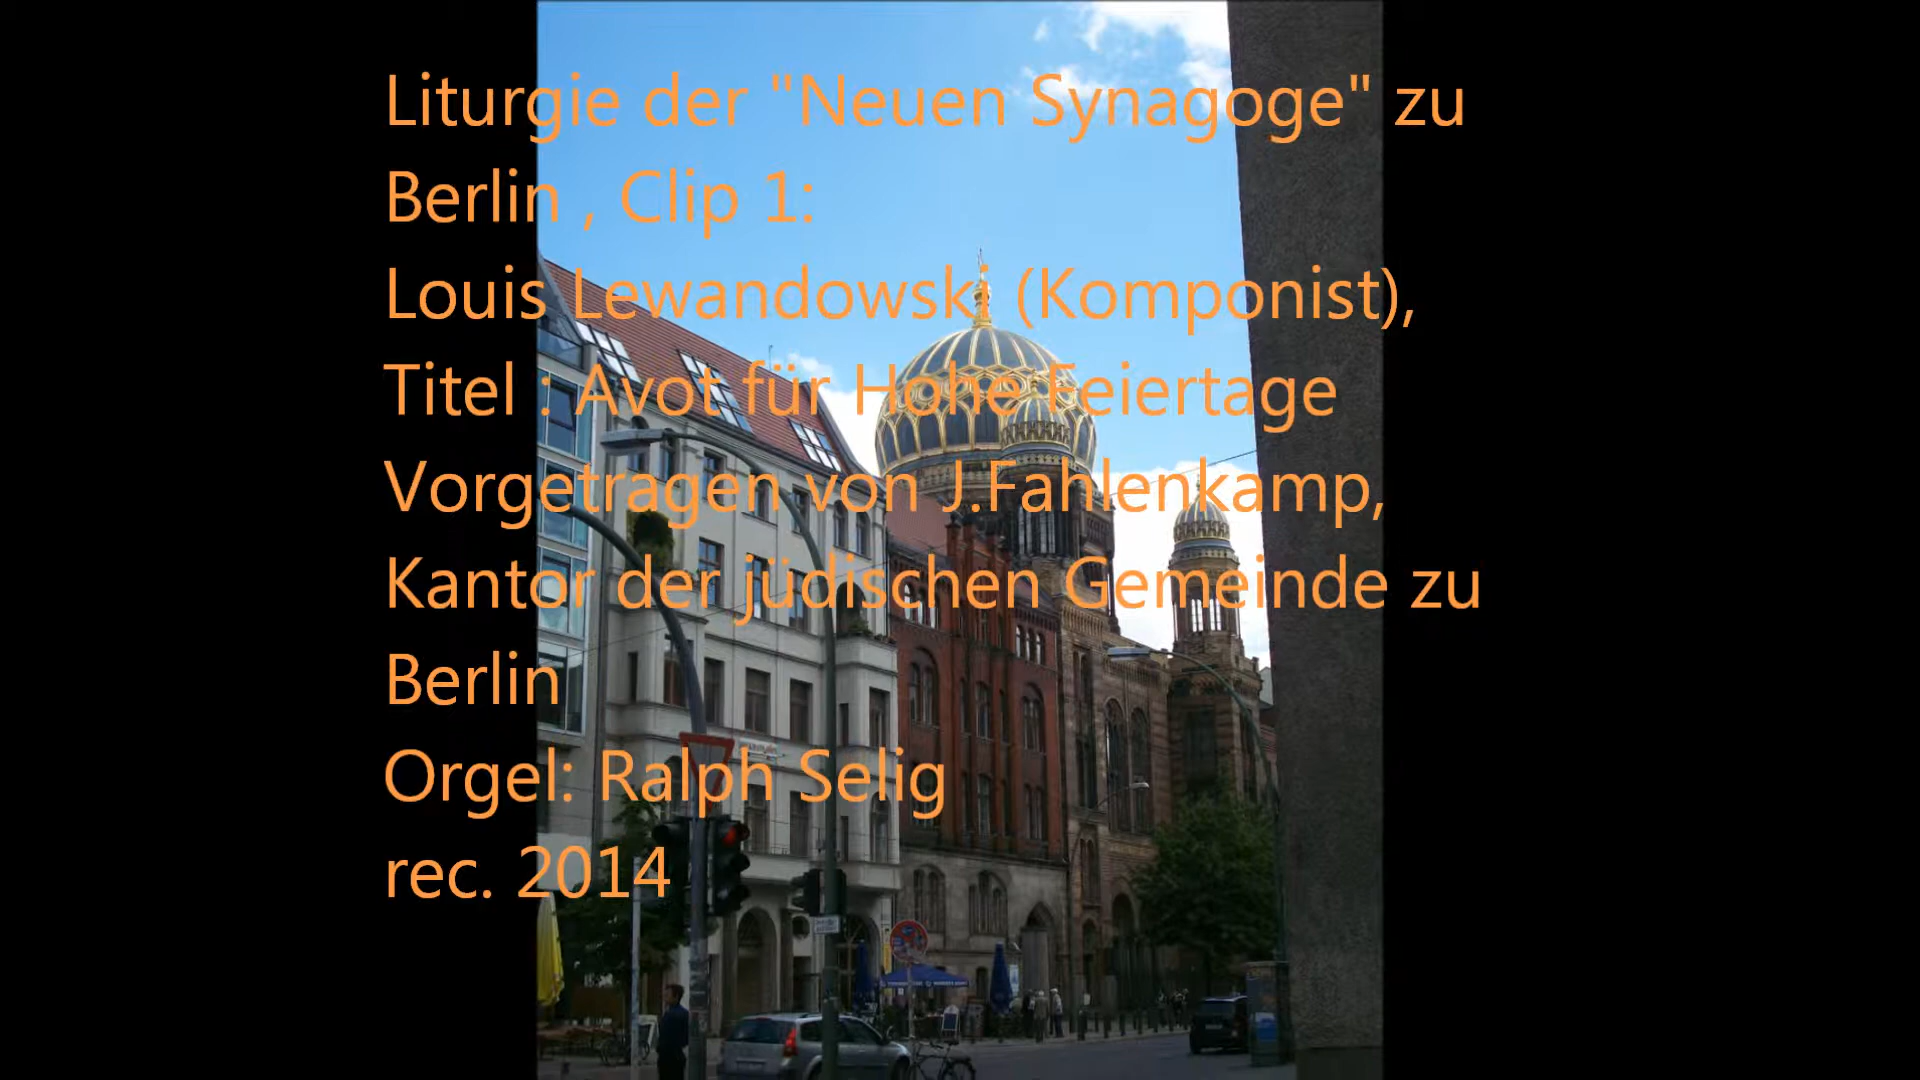 Liturgie der "Neuen Synagoge" zu
Berlin , Clip 1:
Louis Lewandowski (Komponist),
Titel : Avot für Hohe Feiertage
Vorgetragen von J.Fahlenkamp,
Kantor der jüdischen Gemeinde zu
Berlin
Orgel: Ralph Selig
rec. 2014